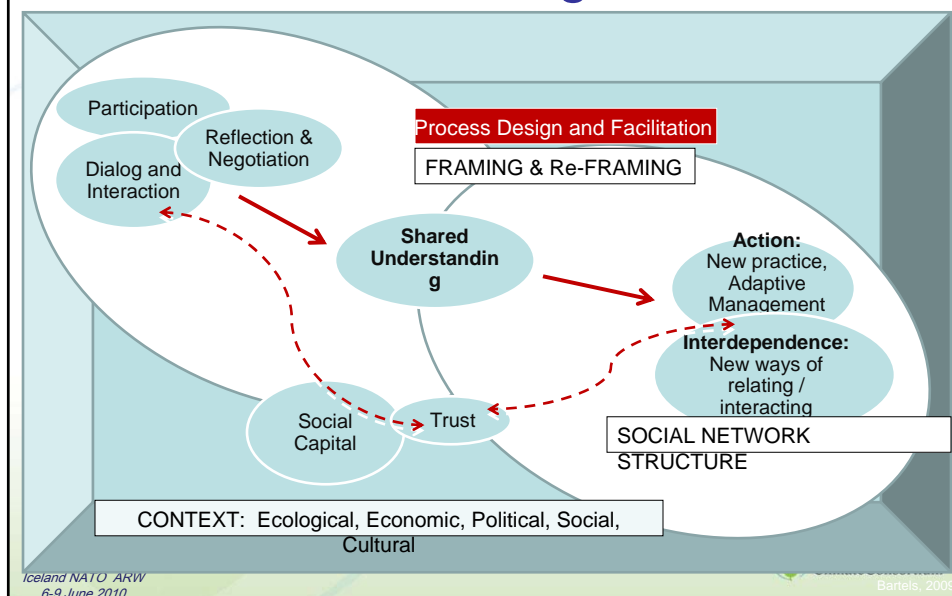 Participation
Reflection &
Negotiation
Dialog and
Interaction
Process Design and Facilitation
FRAMING & Re-FRAMING
Shared
Understandin
g
Action:
New practice,
Adaptive
Management
Interdependence:
New ways of
relating /
interacting
Social
Capital
Trust
SOCIAL NETWORK
STRUCTURE
CONTEXT: Ecological, Economic, Political, Social,
Cultural
Iceland NATO ARW
6-9 June 2010
Bartels, 2009